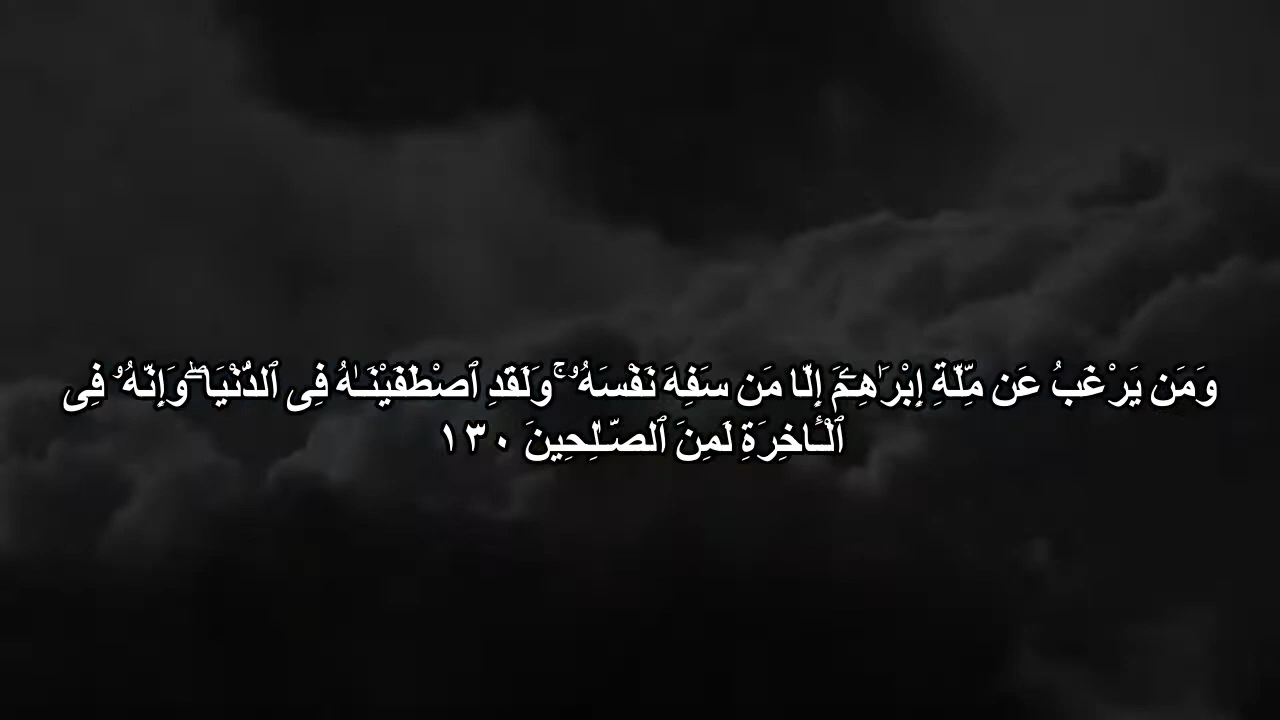 وَمَن يَرْغَبُ عَن مِّلَّةِ إِبْرَٰهِـۧمَ إِلَّا مَن سَفِهَ نَفْسَهُۥ ۚ وَلَقَدِ ٱصْطَفَيْنَـٰهُ فِى ٱلدُّنْيَا ۖ وَإِنَّهُۥ فِى
ٱلْـَٔاخِرَةِ لَمِنَ ٱلصَّـٰلِحِينَ ١٣٠